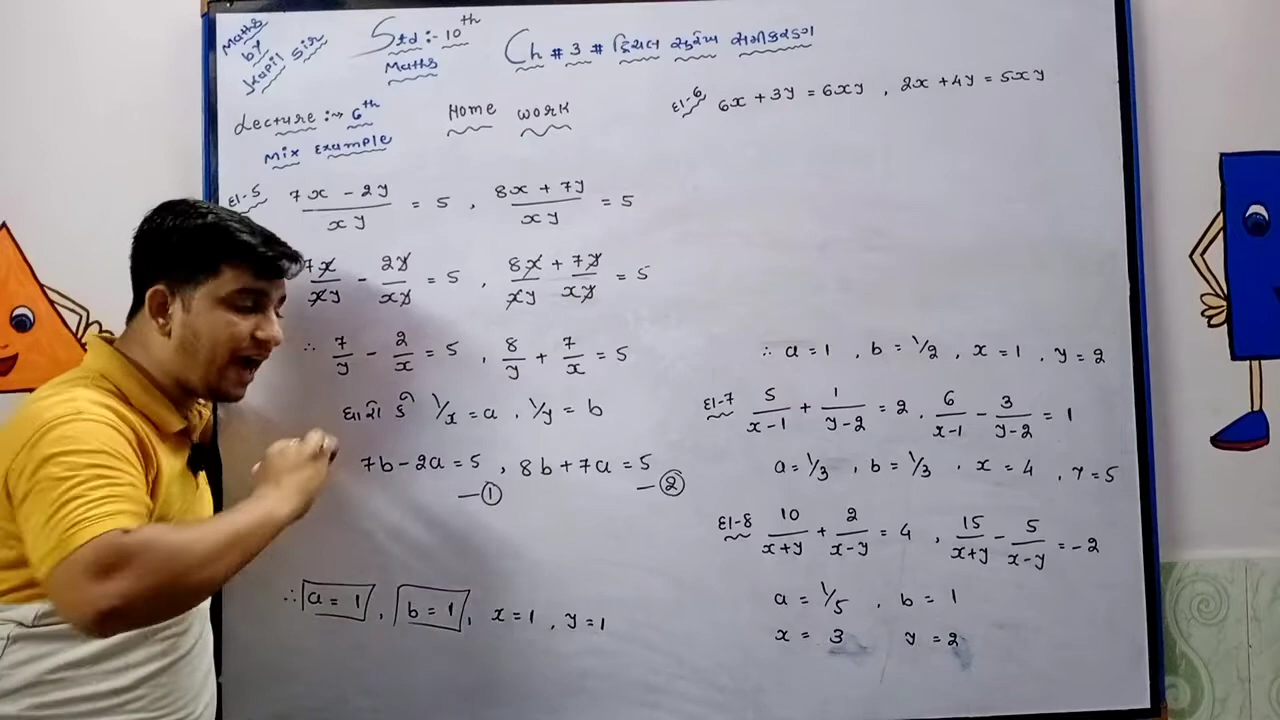 Maths
by
Kapil Sir
Std :- 10th
Maths
Ch # 3 # દ્વિચલ સુરેખ સમીકરણ
Lecture :→ 6th
Mix Example
Home Work
દા-5 7x - 2y / xy = 5 , 8x + 7y / xy = 5
7x/xy - 2y/xy = 5 , 8x/xy + 7y/xy = 5
∴ 7/y - 2/x = 5 , 8/y + 7/x = 5
ધારો કે 1/x = a , 1/y = b
7b - 2a = 5 , 8b + 7a = 5
—① —②
∴ a = 1 , b = 1 , x = 1 , y = 1
દા-6 6x + 3y = 6xy , 2x + 4y = 5xy
∴ a = 1 , b = 1/2 , x = 1 , y = 2
દા-7 5/x-1 + 1/y-2 = 2 , 6/x-1 - 3/y-2 = 1
a = 1/3 , b = 1/3 , x = 4 , y = 5
દા-8 10/x+y + 2/x-y = 4 , 15/x+y - 5/x-y = -2
a = 1/5 , b = 1
x = 3 y = 2